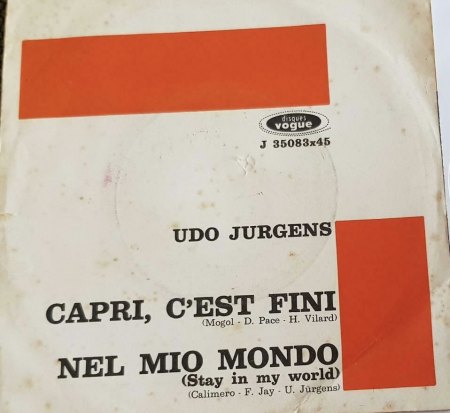 disques
vogue
J 35083x45
UDO JURGENS
CAPRI, C'EST FINI
(Mogol - D. Pace - H. Vilard)
NEL MIO MONDO
(Stay in my world)
(Calimero - F. Jay - U. Jürgens)